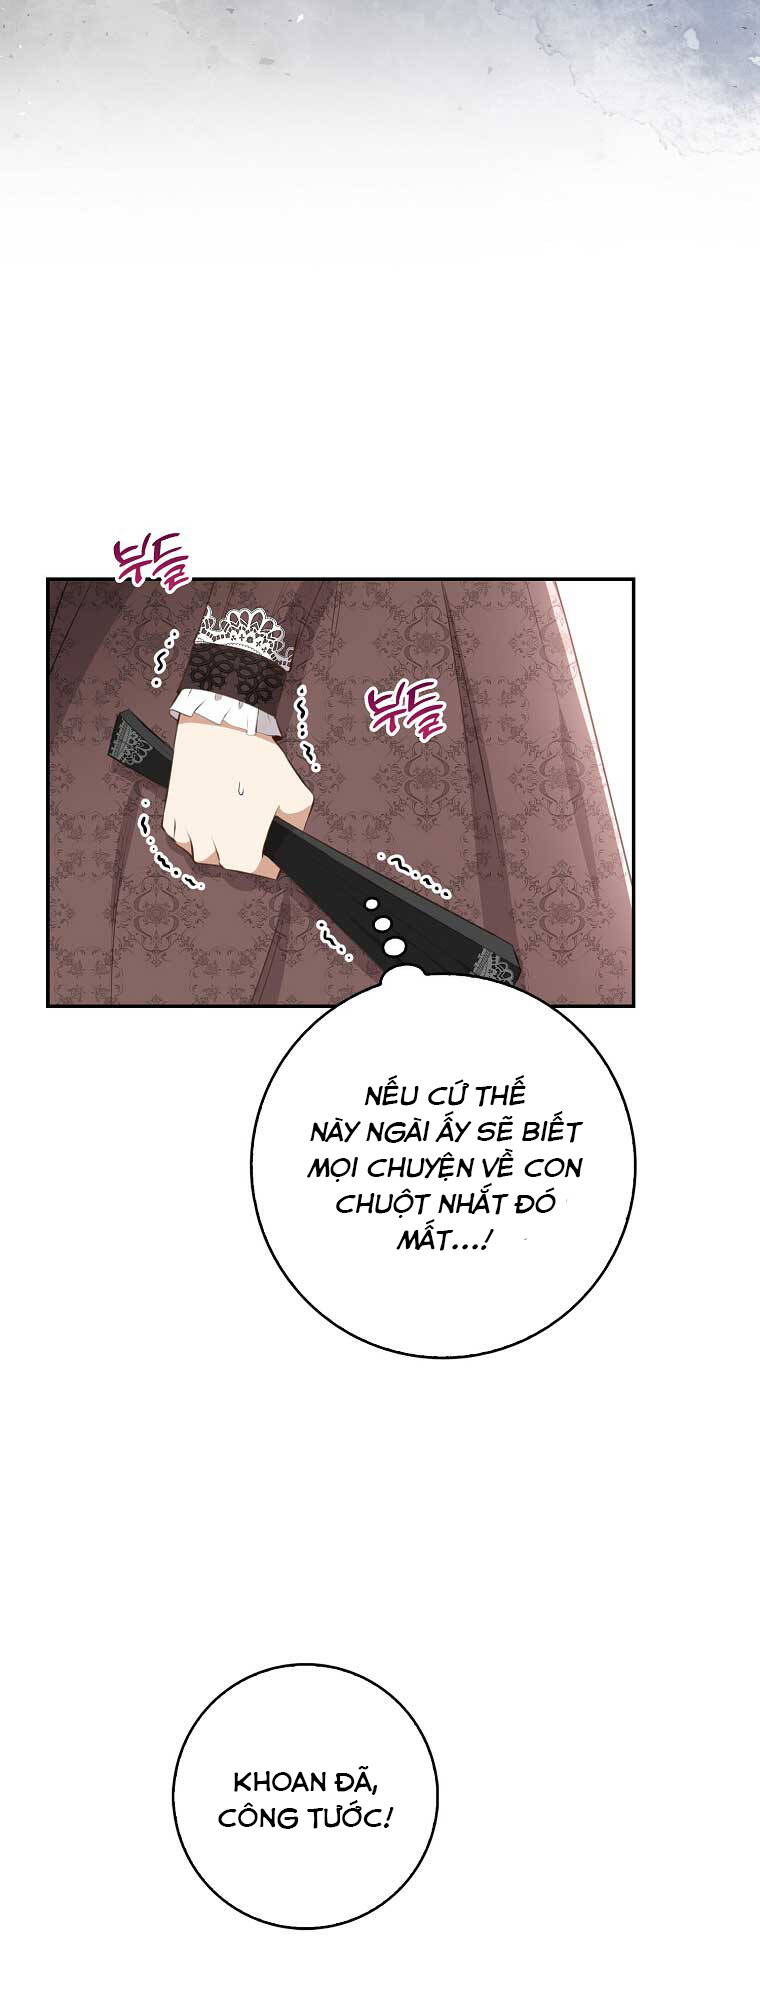 부들
부들
NẾU CỨ THẾ
NÀY NGÀI ẤY SẼ BIẾT
MỌI CHUYỆN VỀ CON
CHUỘT NHẮT ĐÓ
MẤT...!
KHOAN ĐÃ,
CÔNG TƯỚC!